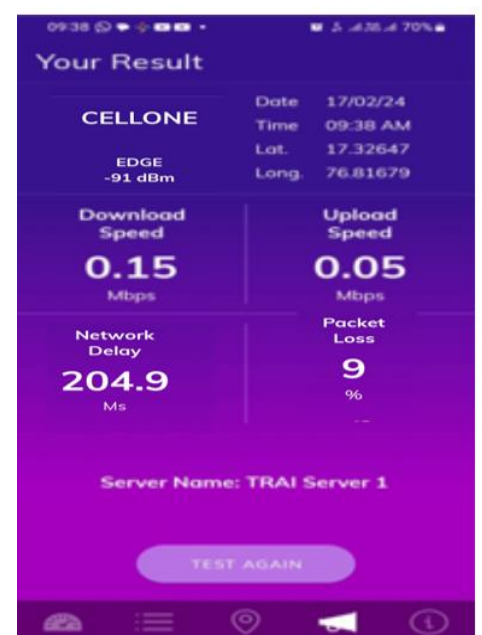 09:38
70%
Your Result
CELLONE
EDGE
-91 dBm
Date 17/02/24
Time 09:38 AM
Lat. 17.32647
Long. 76.81679
Download
Speed
0.15
Mbps
Upload
Speed
0.05
Mbps
Network
Delay
204.9
Ms
Packet
Loss
9
%
Server Name: TRAI Server 1
TEST AGAIN